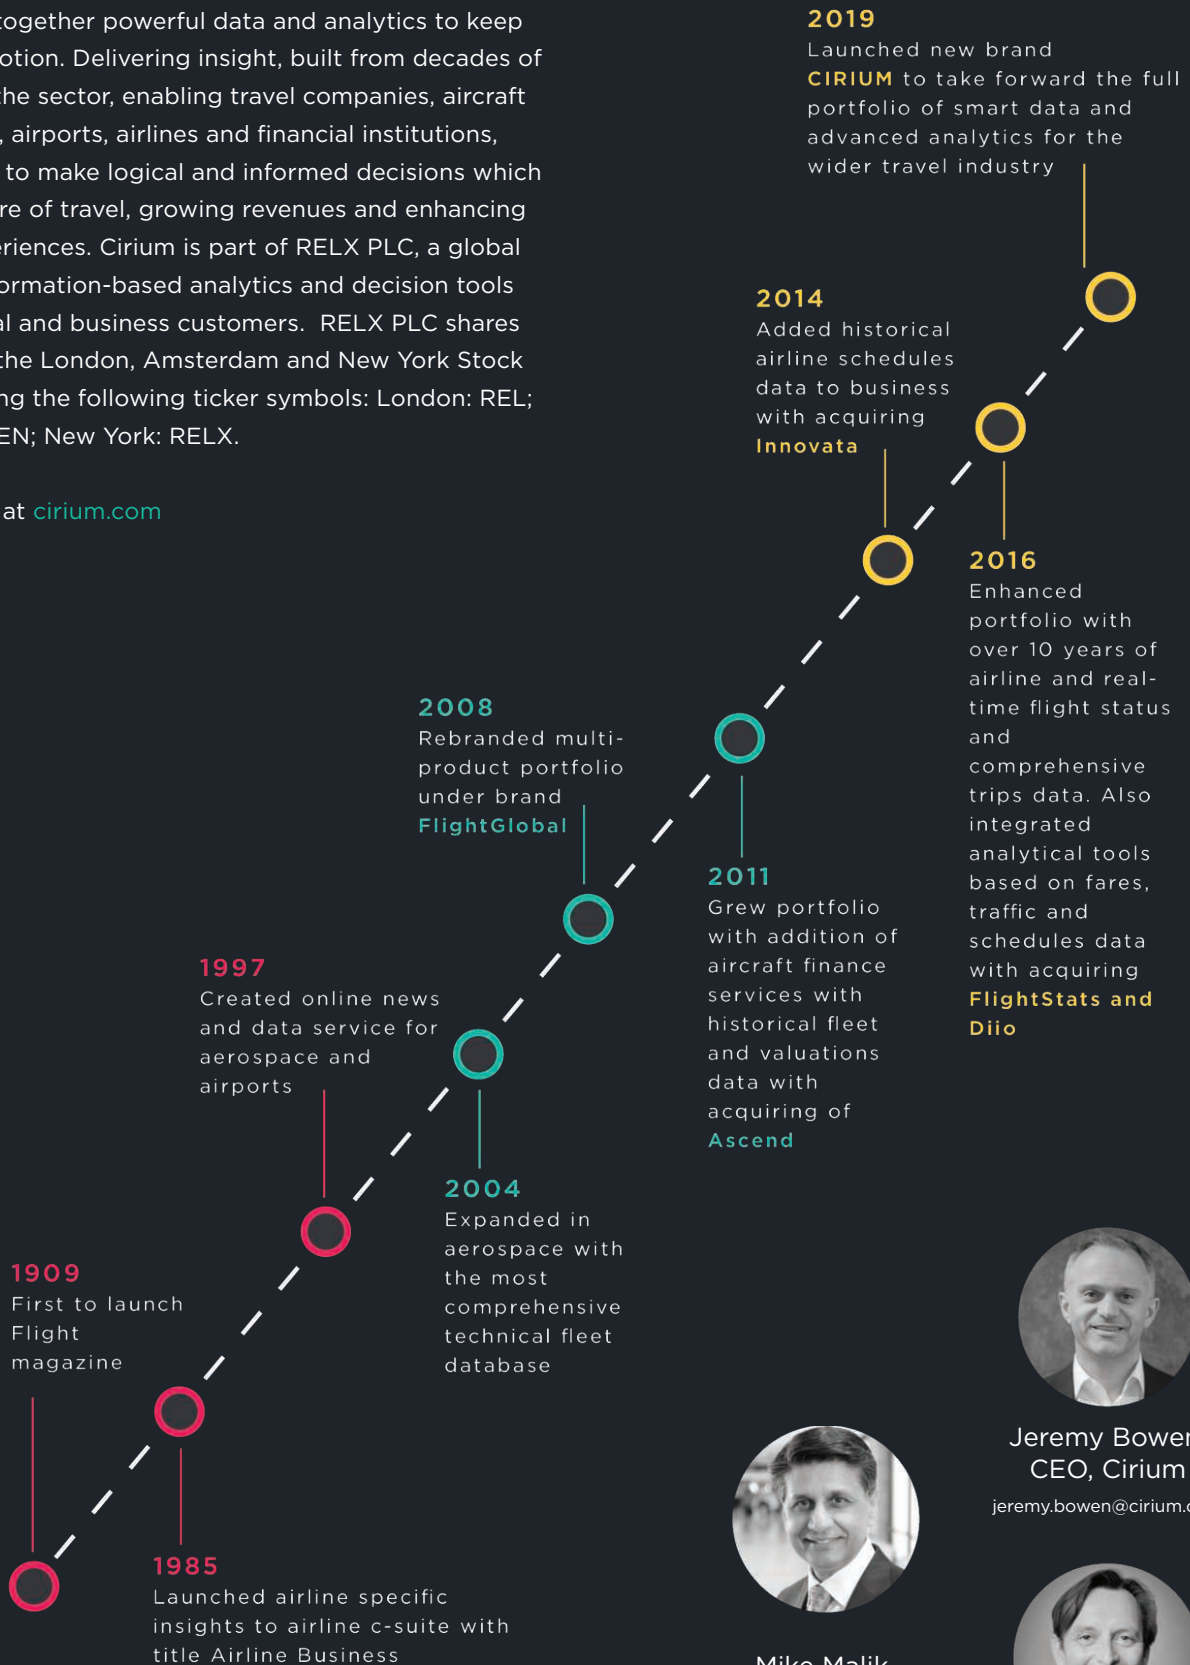 together powerful data and analytics to keep
Delivering insight, built from decades of
the sector, enabling travel companies, aircraft
, airports, airlines and financial institutions,
to make logical and informed decisions which
of travel, growing revenues and enhancing
Cirium is part of RELX PLC, a global
analytics and decision tools
and business customers.  RELX PLC shares
the London, Amsterdam and New York Stock
the following ticker symbols: London: REL;
New York: RELX.
at cirium.com
2019
Launched new brand
CIRIUM to take forward the full
portfolio of smart data and
advanced analytics for the
wider travel industry
2014
Added historical
airline schedules
data to business
with acquiring
Innovata
2016
Enhanced
portfolio with
over 10 years of
airline and real-
time flight status
and
comprehensive
trips data. Also
integrated
analytical tools
based on fares,
traffic and
schedules data
with acquiring
FlightStats and
Diio
2008
Rebranded multi-
product portfolio
under brand
FlightGlobal
2011
Grew portfolio
with addition of
aircraft finance
services with
historical fleet
and valuations
data with
acquiring of
Ascend
1997
Created online news
and data service for
aerospace and
airports
2004
Expanded in
aerospace with
the most
comprehensive
technical fleet
database
1909
First to launch
Flight
magazine
1985
Launched airline specific
insights to airline c-suite with
title Airline Business
Jeremy
CEO, Cirium
Mike Malik